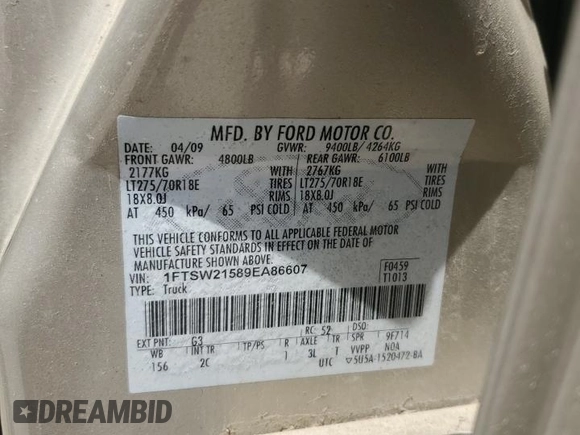 MFD. BY FORD MOTOR CO.
DATE: 04/09 GVWR: 9400LB/ 4264KG
FRONT GAWR: 4800LB REAR GAWR: 6100LB
2177KG WITH 2767KG WITH
LT275/70R18E TIRES LT275/70R18E TIRES
18X8.0J RIMS 18X8.0J RIMS
AT 450 kPa/ 65 PSI COLD AT 450 kPa/ 65 PSI COLD
THIS VEHICLE CONFORMS TO ALL APPLICABLE FEDERAL MOTOR
VEHICLE SAFETY STANDARDS IN EFFECT ON THE DATE OF
MANUFACTURE SHOWN ABOVE.
VIN: 1FTSW21589EA86607 F0459
TYPE: Truck T1013
EXT PNT: G3 RC: 52 DSO:
WB INT TR TP/PS R AXLE TR SPR 9F714
156 2C 1 3L 1 VVPP N0A
UTC ▽5U5A-1520472-BA
DREAMBID